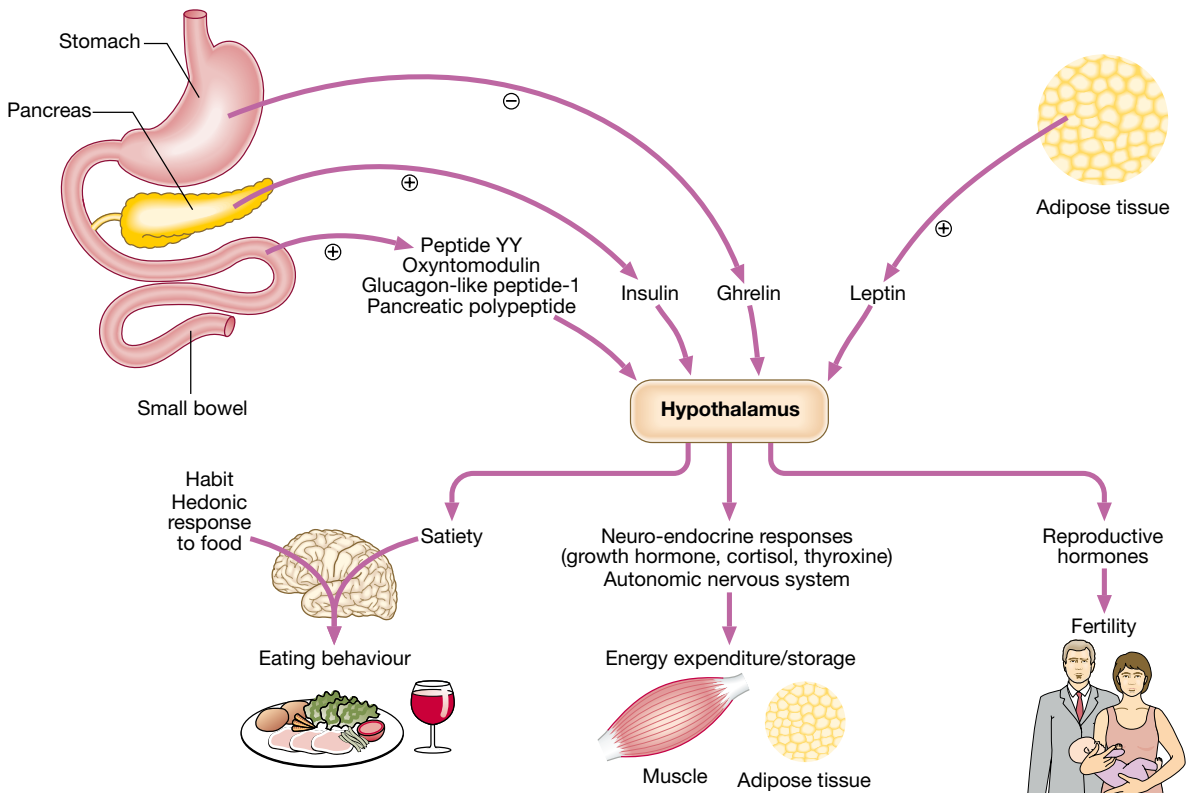 Stomach
Pancreas
Small bowel
⊖
⊕
⊕
⊕
Adipose tissue
Peptide YY
Oxyntomodulin
Glucagon-like peptide-1
Pancreatic polypeptide
Insulin
Ghrelin
Leptin
Hypothalamus
Habit
Hedonic
response
to food
Satiety
Eating behaviour
Neuro-endocrine responses
(growth hormone, cortisol, thyroxine)
Autonomic nervous system
Energy expenditure/storage
Muscle
Adipose tissue
Reproductive
hormones
Fertility